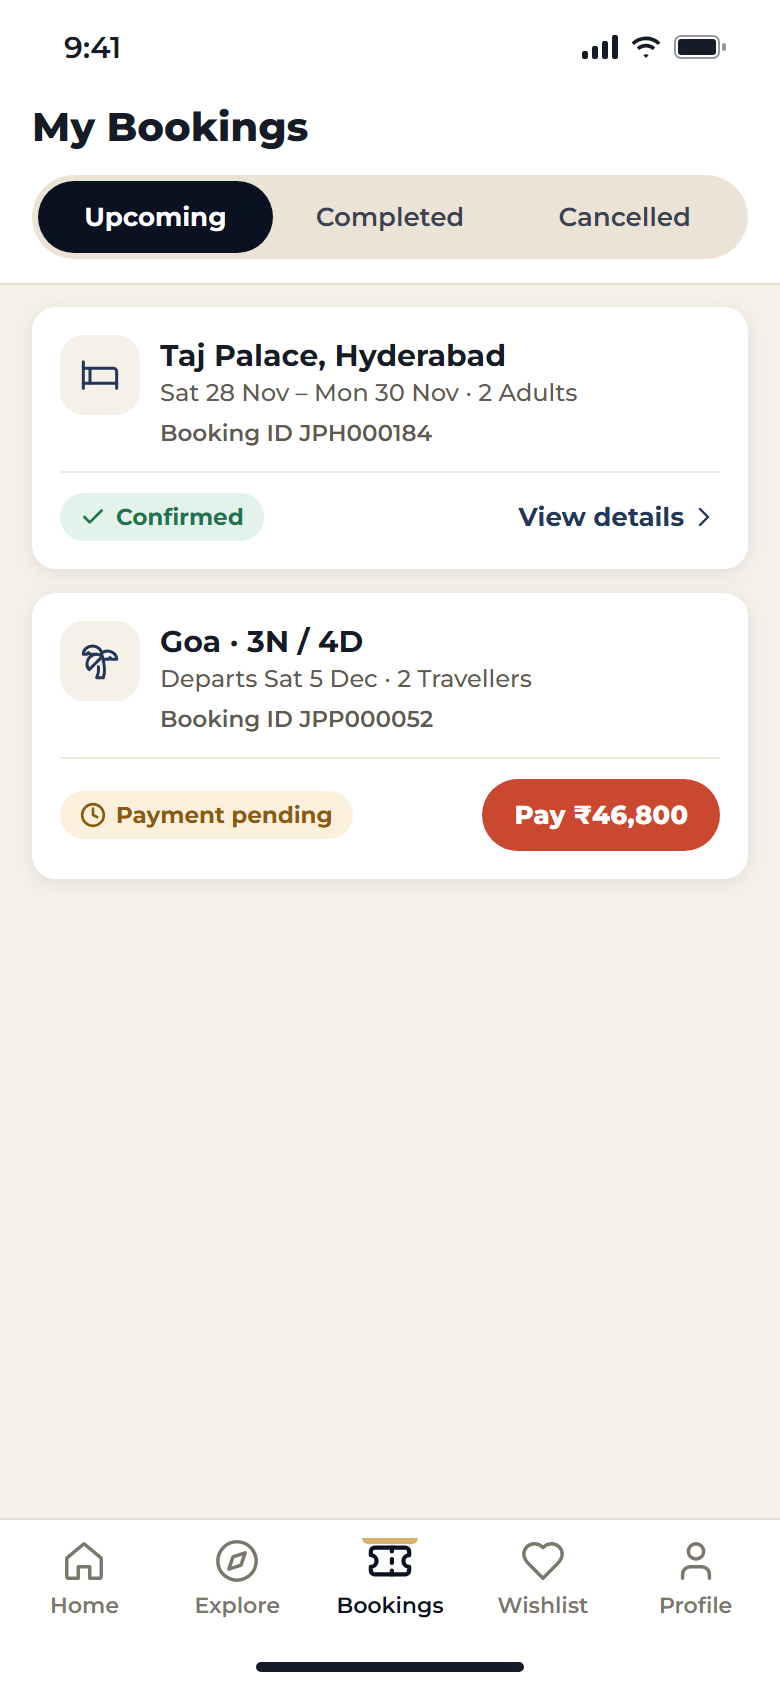 9:41
My Bookings
Upcoming
Completed
Cancelled
Taj Palace, Hyderabad
Sat 28 Nov – Mon 30 Nov · 2 Adults
Booking ID JPH000184
Confirmed
View details
Goa · 3N / 4D
Departs Sat 5 Dec · 2 Travellers
Booking ID JPP000052
Payment pending
Pay ₹46,800
Home
Explore
Bookings
Wishlist
Profile